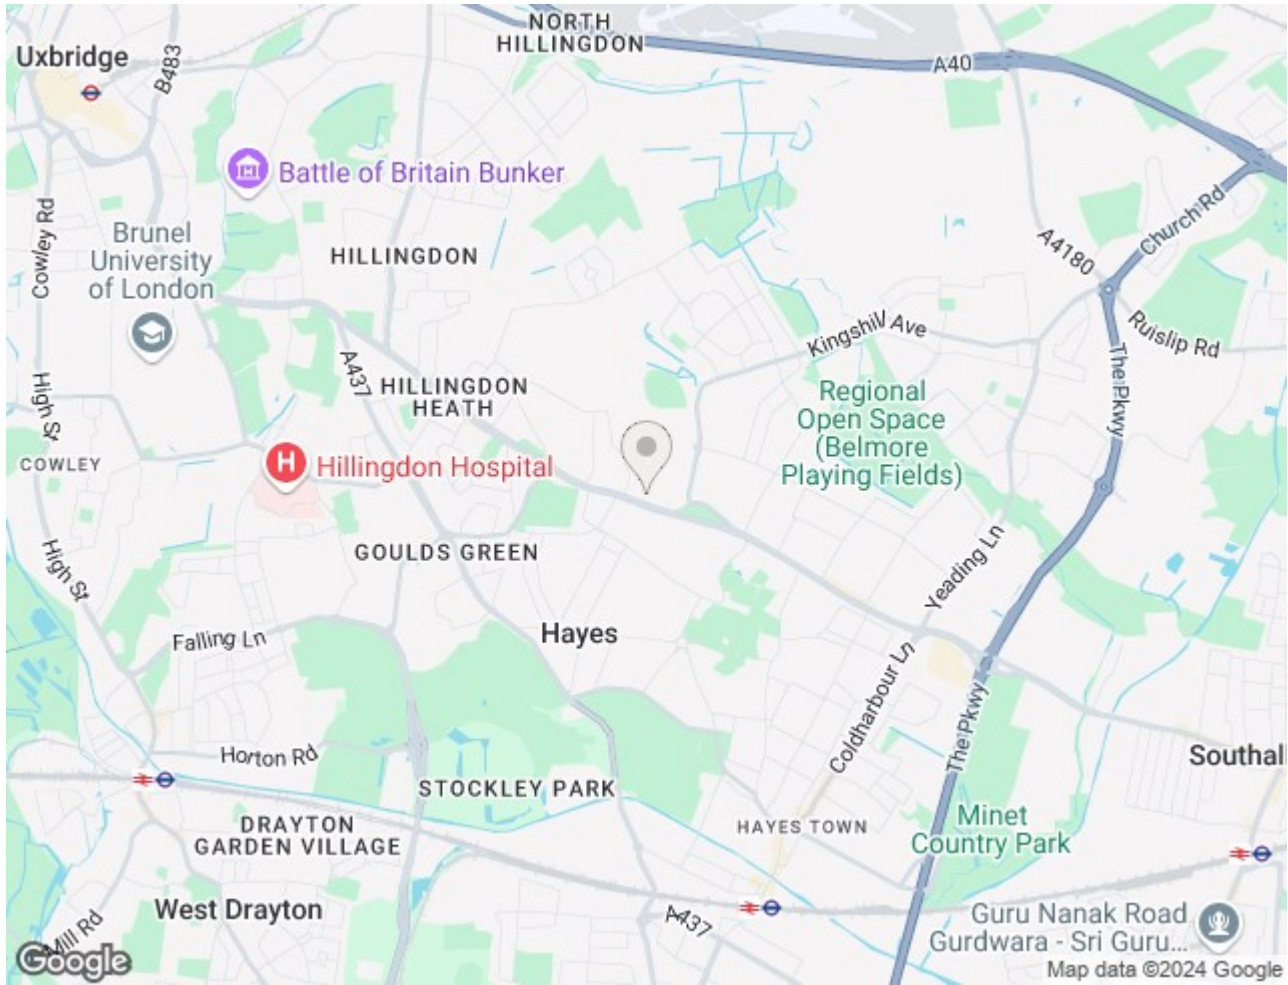 NORTH
HILLINGDON
Uxbridge
B483
A40
Battle of Britain Bunker
Church Rd
Cowley Rd
Brunel
University
of London
HILLINGDON
A4180
Kingshill Ave
Ruislip Rd
A437
The Pkwy
HILLINGDON
HEATH
High St
Regional
Open Space
(Belmore
Playing Fields)
COWLEY
H
Hillingdon Hospital
GOULDS GREEN
High St
Yeading Ln
Falling Ln
Hayes
Coldharbour Ln
The Pkwy
Horton Rd
Southall
STOCKLEY PARK
Minet
Country Park
DRAYTON
GARDEN VILLAGE
HAYES TOWN
West Drayton
Mill Rd
A437
Guru Nanak Road
Gurdwara - Sri Guru...
Google
Map data ©2024 Google